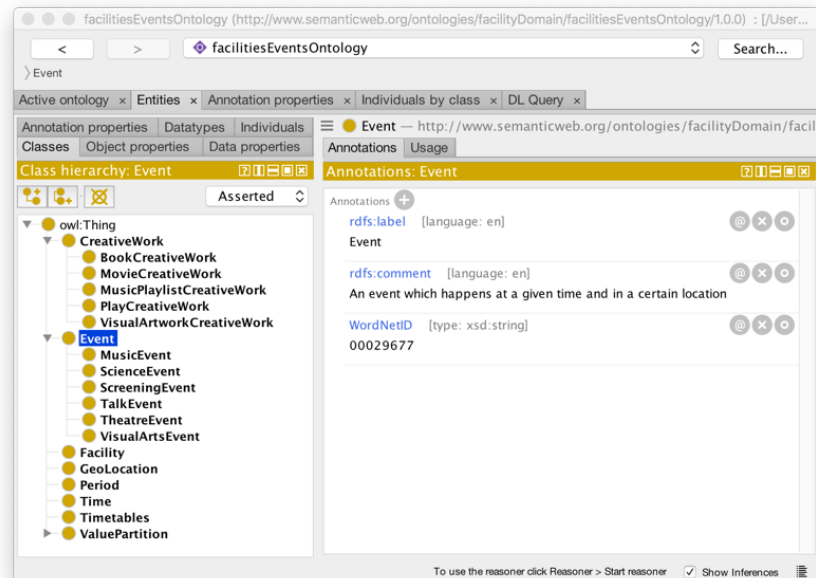 facilitiesEventsOntology (http://www.semanticweb.org/ontologies/facilityDomain/facilitiesEventsOntology/1.0.0) : [/User...
< > facilitiesEventsOntology Search...
Event
Active ontology × Entities × Annotation properties × Individuals by class × DL Query ×
Annotation properties Datatypes Individuals
Classes Object properties Data properties
Class hierarchy: Event
Asserted
owl:Thing
CreativeWork
BookCreativeWork
MovieCreativeWork
MusicPlaylistCreativeWork
PlayCreativeWork
VisualArtworkCreativeWork
Event
MusicEvent
ScienceEvent
ScreeningEvent
TalkEvent
TheatreEvent
VisualArtsEvent
Facility
GeoLocation
Period
Time
Timetables
ValuePartition
Event — http://www.semanticweb.org/ontologies/facilityDomain/facil
Annotations Usage
Annotations: Event
Annotations
rdfs:label [language: en]
Event
rdfs:comment [language: en]
An event which happens at a given time and in a certain location
WordNetID [type: xsd:string]
00029677
To use the reasoner click Reasoner > Start reasoner Show Inferences